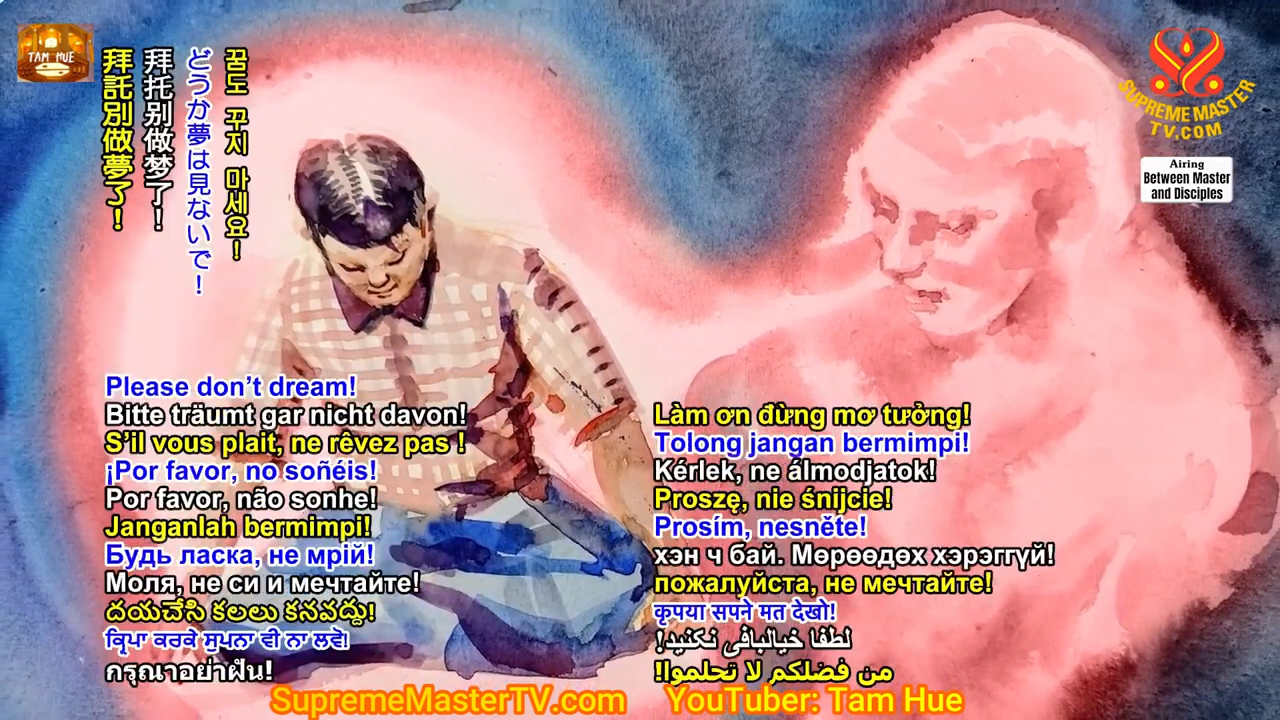 TAM HUE
拜託別做夢了！
拜托别做梦了！
どうか夢は見ないで！
꿈도 꾸지 마세요！
SUPREME MASTER
TV.COM
Airing
Between Master
and Disciples
Please don’t dream!
Bitte träumt gar nicht davon!
S’il vous plait, ne rêvez pas !
¡Por favor, no soñéis!
Por favor, não sonhe!
Janganlah bermimpi!
Будь ласка, не мрій!
Моля, не си и мечтайте!
దయచేసి కలలు కనవద్దు!
ਕ੍ਰਿਪਾ ਕਰਕੇ ਸੁਪਨਾ ਵੀ ਨਾ ਲਵੋ!
กรุณาอย่าฝัน!
Làm ơn đừng mơ tưởng!
Tolong jangan bermimpi!
Kérlek, ne álmodjatok!
Proszę, nie śnijcie!
Prosím, nesněte!
хэн ч бай. Мөрөөдөх хэрэггүй!
пожалуйста, не мечтайте!
कृपया सपने मत देखो!
لطفا خیالبافی نکنید!
من فضلكم لا تحلموا!
SupremeMasterTV.com
YouTuber: Tam Hue